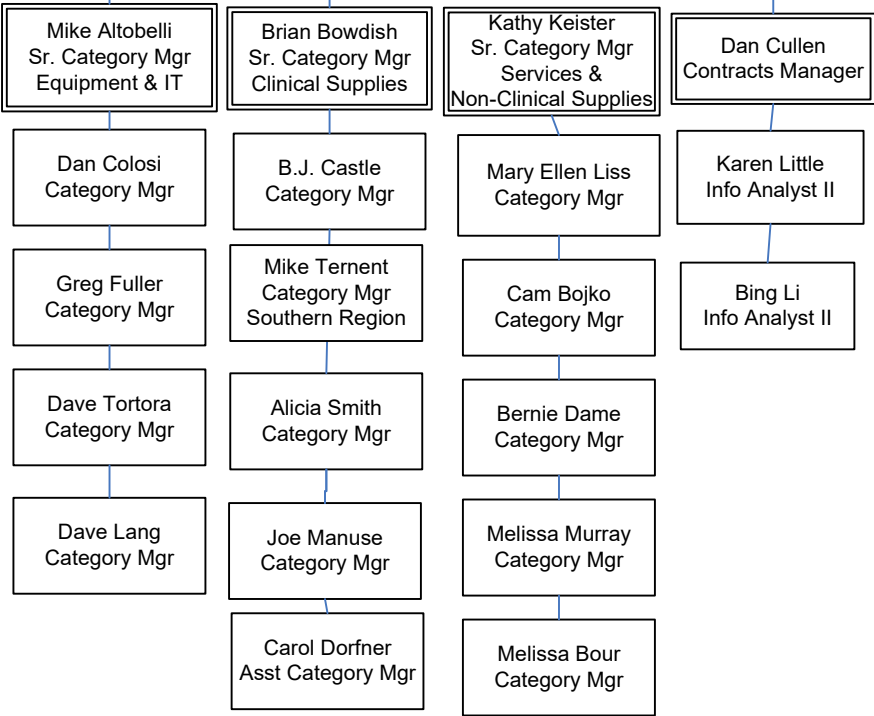 Mike Altobelli
Sr. Category Mgr
Equipment & IT
Dan Colosi
Category Mgr
Greg Fuller
Category Mgr
Dave Tortora
Category Mgr
Dave Lang
Category Mgr
Brian Bowdish
Sr. Category Mgr
Clinical Supplies
B.J. Castle
Category Mgr
Mike Ternent
Category Mgr
Southern Region
Alicia Smith
Category Mgr
Joe Manuse
Category Mgr
Carol Dorfner
Asst Category Mgr
Kathy Keister
Sr. Category Mgr
Services &
Non-Clinical Supplies
Mary Ellen Liss
Category Mgr
Cam Bojko
Category Mgr
Bernie Dame
Category Mgr
Melissa Murray
Category Mgr
Melissa Bour
Category Mgr
Dan Cullen
Contracts Manager
Karen Little
Info Analyst II
Bing Li
Info Analyst II